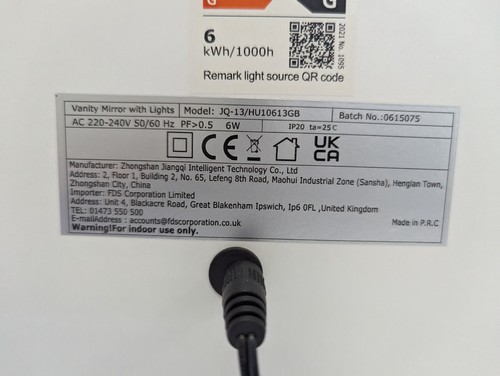 G
G
6
kWh/1000h
2021 No. 1095
Remark light source QR code
Vanity Mirror with Lights Model: JQ-13/HU10613GB Batch No.:0615075
AC 220-240V 50/60 Hz PF>0.5 6W IP20 ta=25C
CE UK CA
Manufacturer: Zhongshan Jiangqi Intelligent Technology Co., Ltd
Address: 2, Floor 1, Building 2, No. 65, Lefeng 8th Road, Maohui Industrial Zone (Sansha), Henglan Town,
Zhongshan City, China
Importer: FDS Corporation Limited
Address: Unit 4, Blackacre Road, Great Blakenham Ipswich, Ip6 0FL ,United Kingdom
TEL: 01473 550 500
E-mailAddress : accounts@fdscorporation.co.uk Made in P.R.C
Warning!For indoor use only.